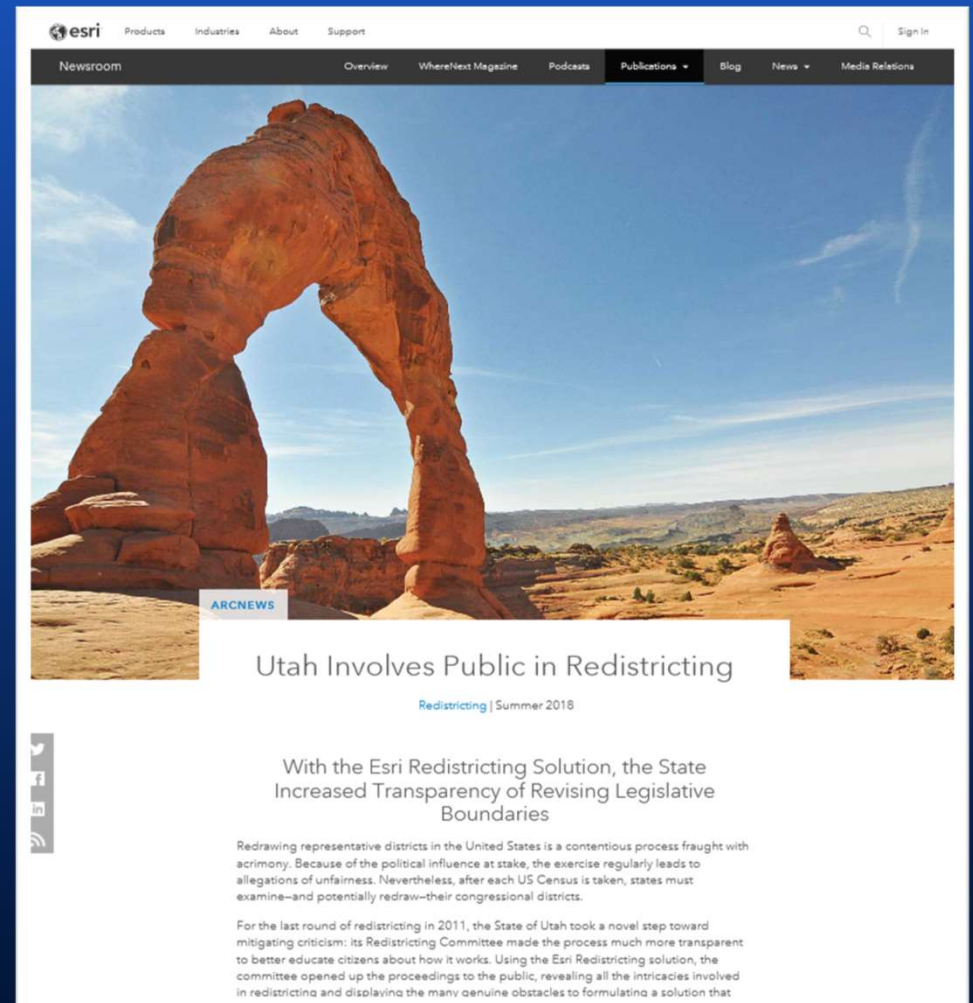 esri Products Industries About Support Sign In
Newsroom Overview WhereNext Magazine Podcasts Publications Blog News Media Relations
ARCNEWS
Utah Involves Public in Redistricting
Redistricting | Summer 2018
With the Esri Redistricting Solution, the State
Increased Transparency of Revising Legislative
Boundaries
Redrawing representative districts in the United States is a contentious process fraught with
acrimony. Because of the political influence at stake, the exercise regularly leads to
allegations of unfairness. Nevertheless, after each US Census is taken, states must
examine—and potentially redraw—their congressional districts.
For the last round of redistricting in 2011, the State of Utah took a novel step toward
mitigating criticism: its Redistricting Committee made the process much more transparent
to better educate citizens about how it works. Using the Esri Redistricting solution, the
committee opened up the proceedings to the public, revealing all the intricacies involved
in redistricting and displaying the many genuine obstacles to formulating a solution that